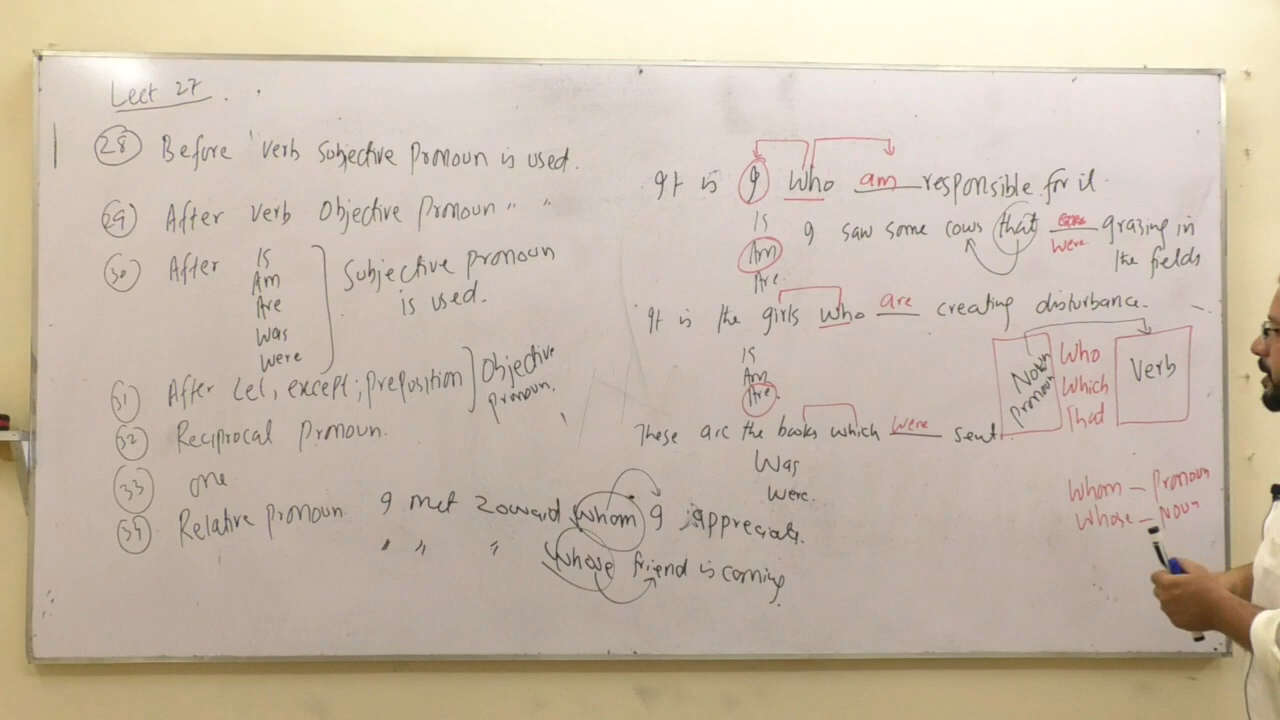 Lect 27
28 Before verb Subjective Pronoun is used.
29 After verb Objective Pronoun " "
30 After Is Am Are Was Were } Subjective pronoun is used.
31 After Let, except, preposition ] Objective pronoun.
32 Reciprocal Pronoun.
33 one
34 Relative pronoun. I met Zoward whom I appreciate.
" " " whose friend is coming.
It is I who am responsible for it.
Is
Am
Are
I saw some cows that were grazing in the fields
It is the girls who are creating disturbance.
Is
Am
Are.
These are the books which were sent.
Was
Were.
Noun Pronoun
Who
Which
That
Verb
Whom – Pronoun
Whose – Noun